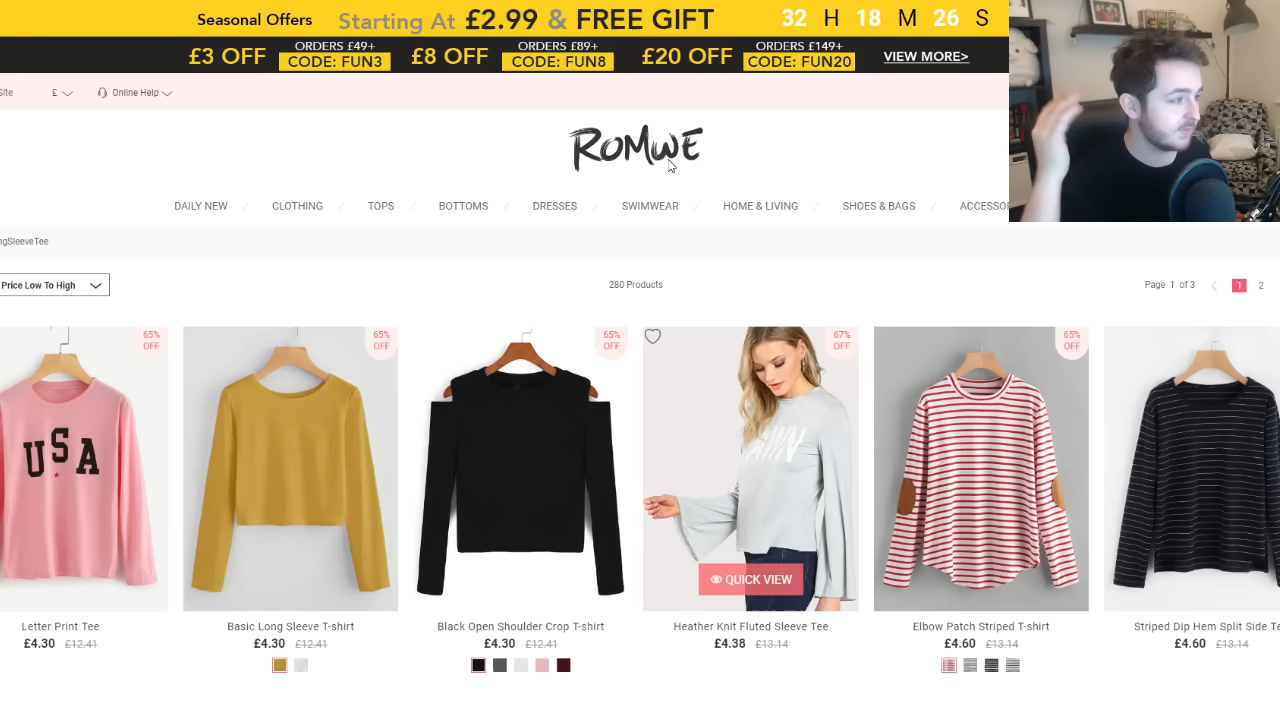 Seasonal Offers Starting At £2.99 & FREE GIFT 32 H 18 M 26 S
£3 OFF ORDERS £49+ CODE: FUN3 £8 OFF ORDERS £89+ CODE: FUN8 £20 OFF ORDERS £149+ CODE: FUN20 VIEW MORE>
Site £ Online Help
ROMWE
DAILY NEW / CLOTHING / TOPS / BOTTOMS / DRESSES / SWIMWEAR / HOME & LIVING / SHOES & BAGS / ACCESSO
ngSleeveTee
Price Low To High 280 Products Page 1 of 3 1 2
65% OFF
65% OFF
65% OFF
67% OFF
65% OFF
USA
QUICK VIEW
Letter Print Tee
£4.30 £12.41
Basic Long Sleeve T-shirt
£4.30 £12.41
Black Open Shoulder Crop T-shirt
£4.30 £12.41
Heather Knit Fluted Sleeve Tee
£4.38 £13.14
Elbow Patch Striped T-shirt
£4.60 £13.14
Striped Dip Hem Split Side Te
£4.60 £13.14